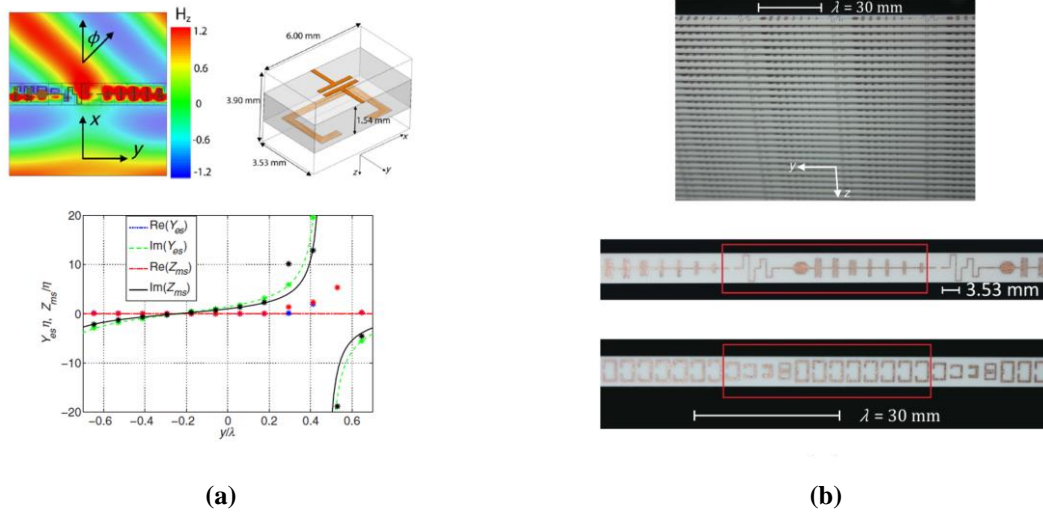 H_z
1.2
0.6
0
-0.6
-1.2
ϕ
x
y
6.00 mm
3.90 mm
1.54 mm
3.53 mm
x
y
z
Re(Y_es)
Im(Y_es)
Re(Z_ms)
Im(Z_ms)
Y_es η, Z_ms/η
20
10
0
−10
−20
−0.6 −0.4 −0.2 0 0.2 0.4 0.6
y/λ
(a)
λ = 30 mm
y
z
3.53 mm
λ = 30 mm
(b)